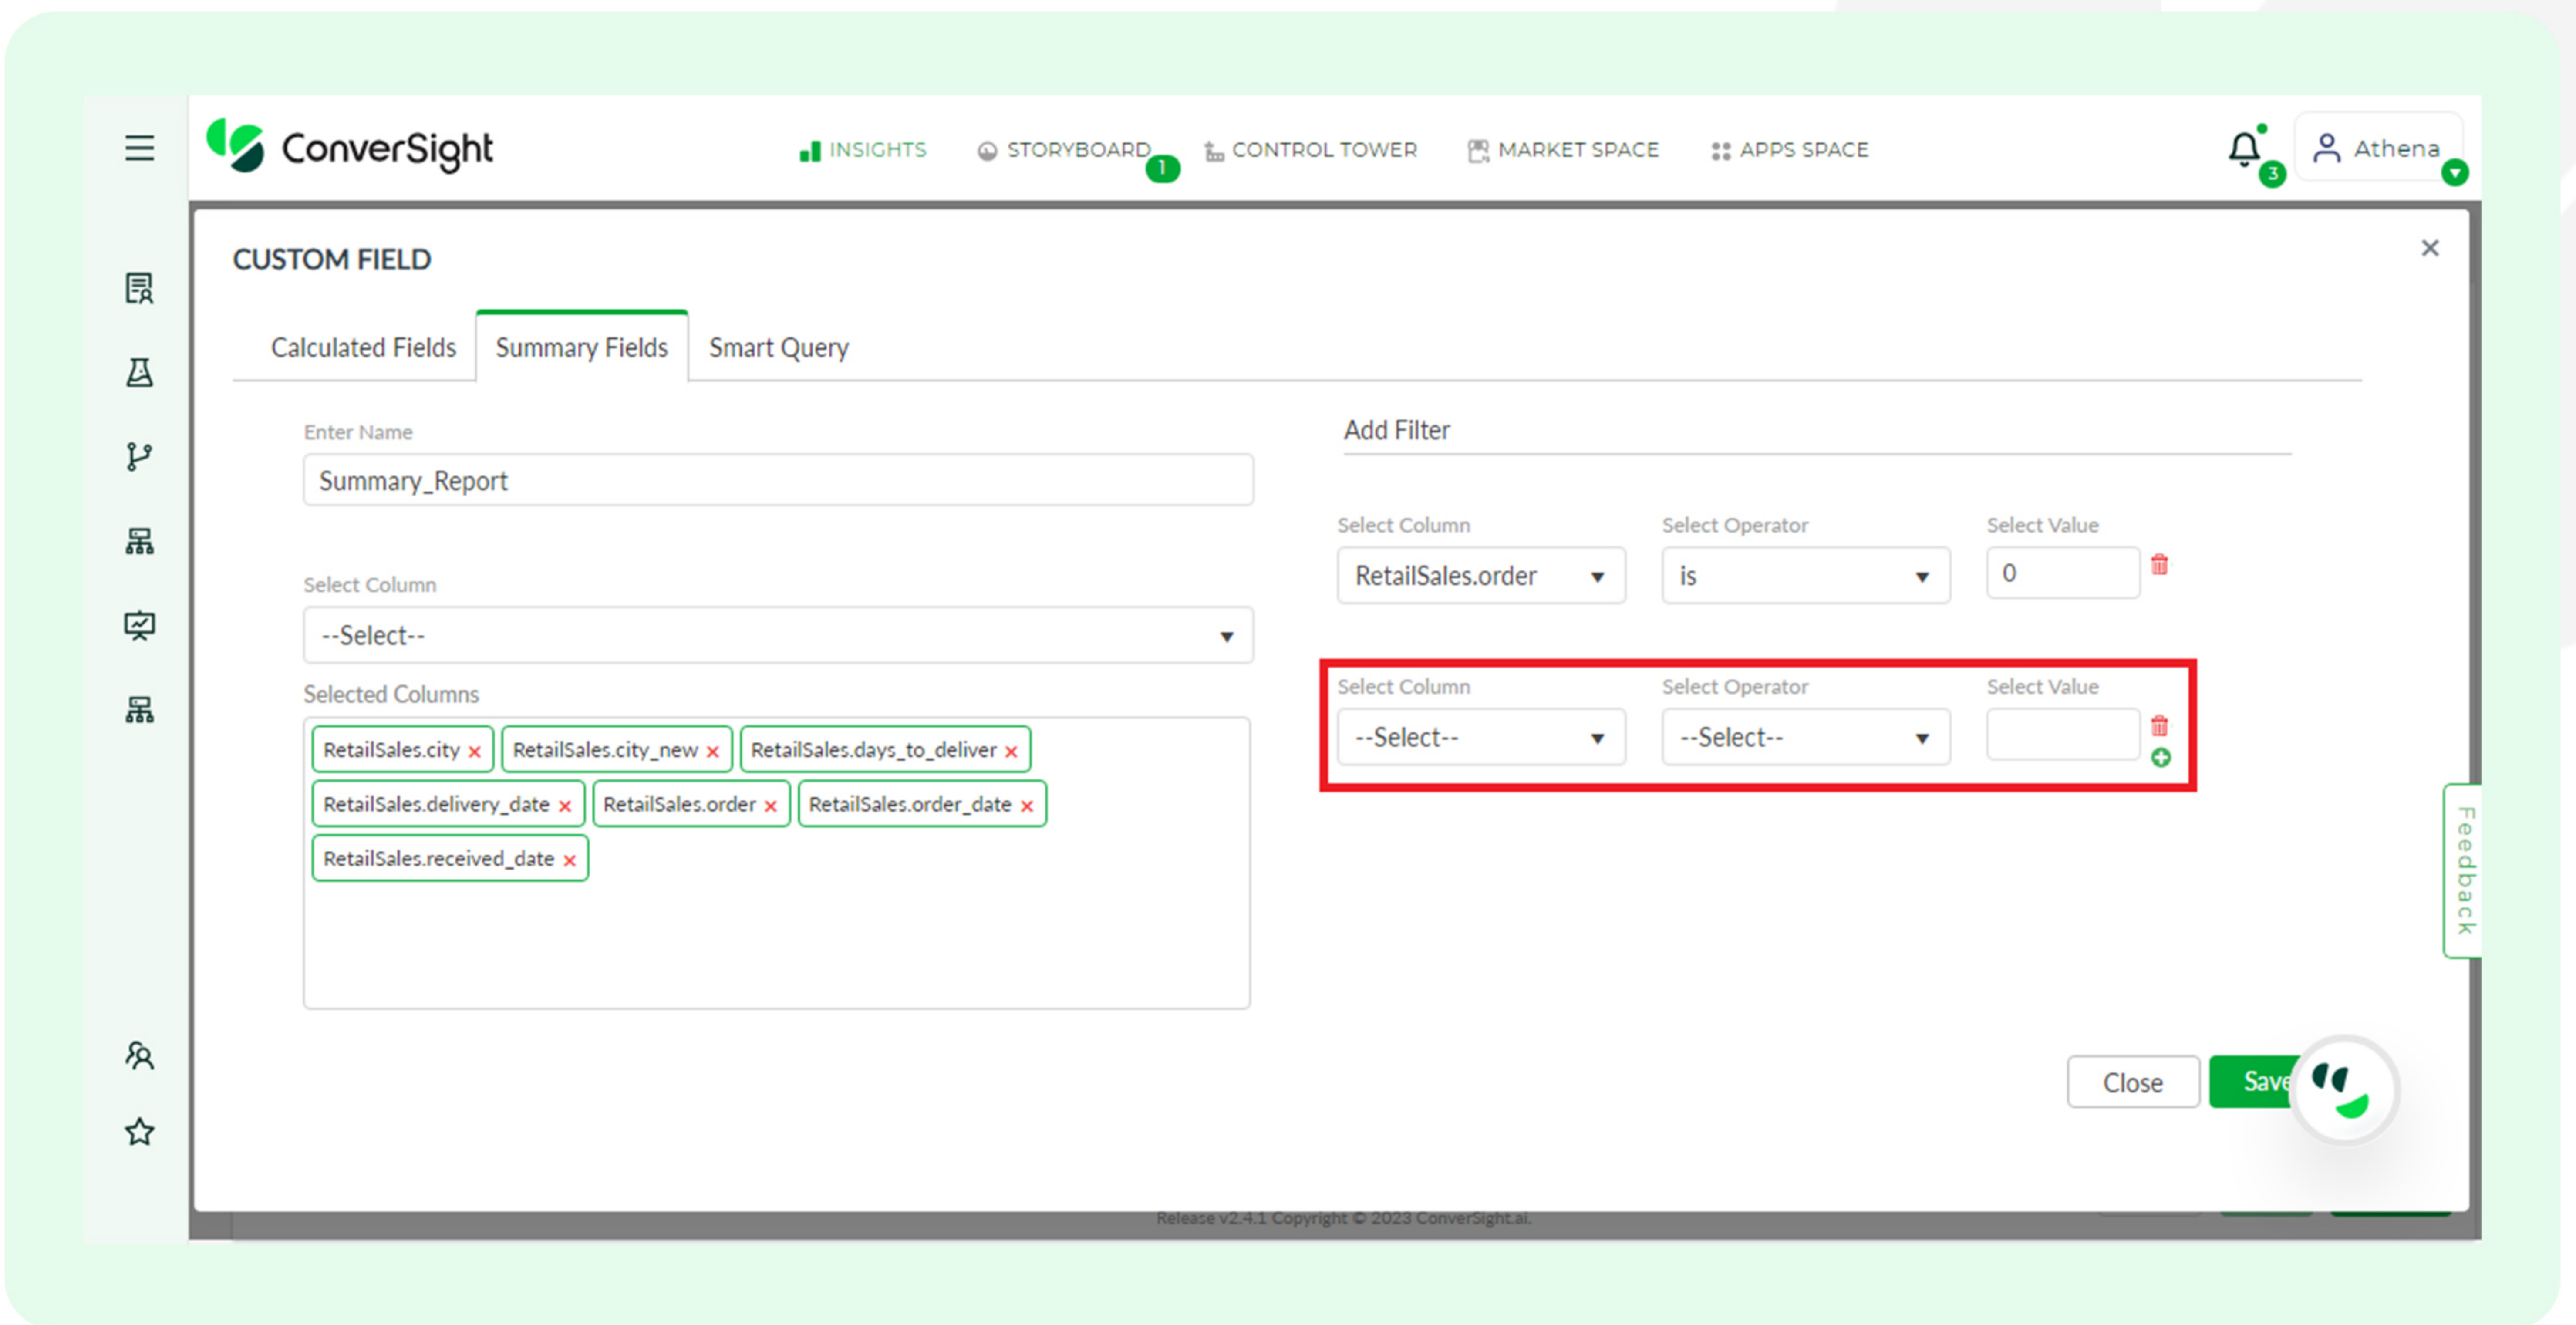 ConverSight
INSIGHTS
STORYBOARD
1
CONTROL TOWER
MARKET SPACE
APPS SPACE
3
Athena
CUSTOM FIELD
×
Calculated Fields
Summary Fields
Smart Query
Enter Name
Summary_Report
Select Column
--Select--
Selected Columns
RetailSales.city × RetailSales.city_new × RetailSales.days_to_deliver ×
RetailSales.delivery_date × RetailSales.order × RetailSales.order_date ×
RetailSales.received_date ×
Add Filter
Select Column Select Operator Select Value
RetailSales.order is 0
Select Column Select Operator Select Value
--Select-- --Select--
Feedback
Close Save
Release v2.4.1 Copyright © 2023 ConverSight.ai.